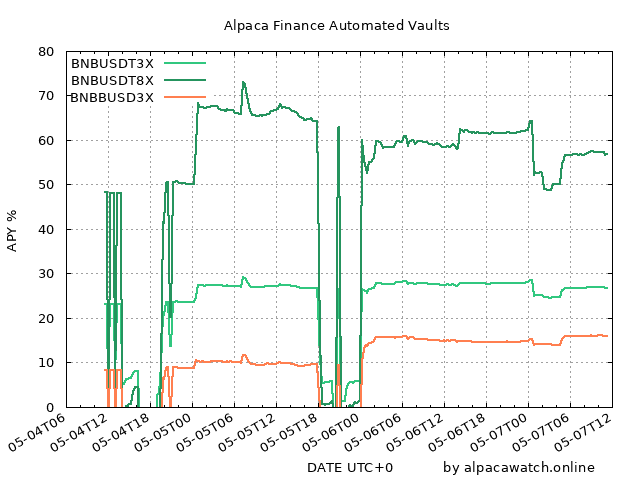 Alpaca Finance Automated Vaults
80
70
60
50
40
30
20
10
0
APY %
BNBUSDT3X
BNBUSDT8X
BNBBUSD3X
05-04T06
05-04T12
05-04T18
05-05T00
05-05T06
05-05T12
05-05T18
05-06T00
05-06T06
05-06T12
05-06T18
05-07T00
05-07T06
05-07T12
DATE UTC+0
by alpacawatch.online